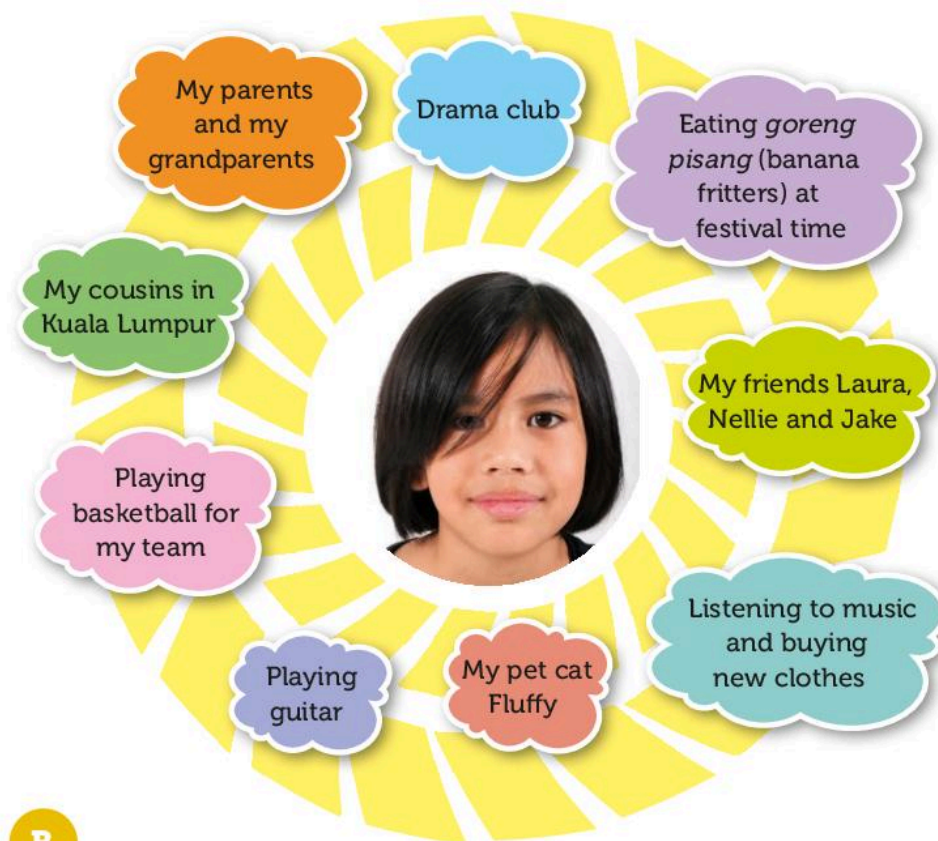 My parents
and my
grandparents
Drama club
Eating goreng
pisang (banana
fritters) at
festival time
My cousins in
Kuala Lumpur
My friends Laura,
Nellie and Jake
Playing
basketball for
my team
Listening to music
and buying
new clothes
Playing
guitar
My pet cat
Fluffy
B